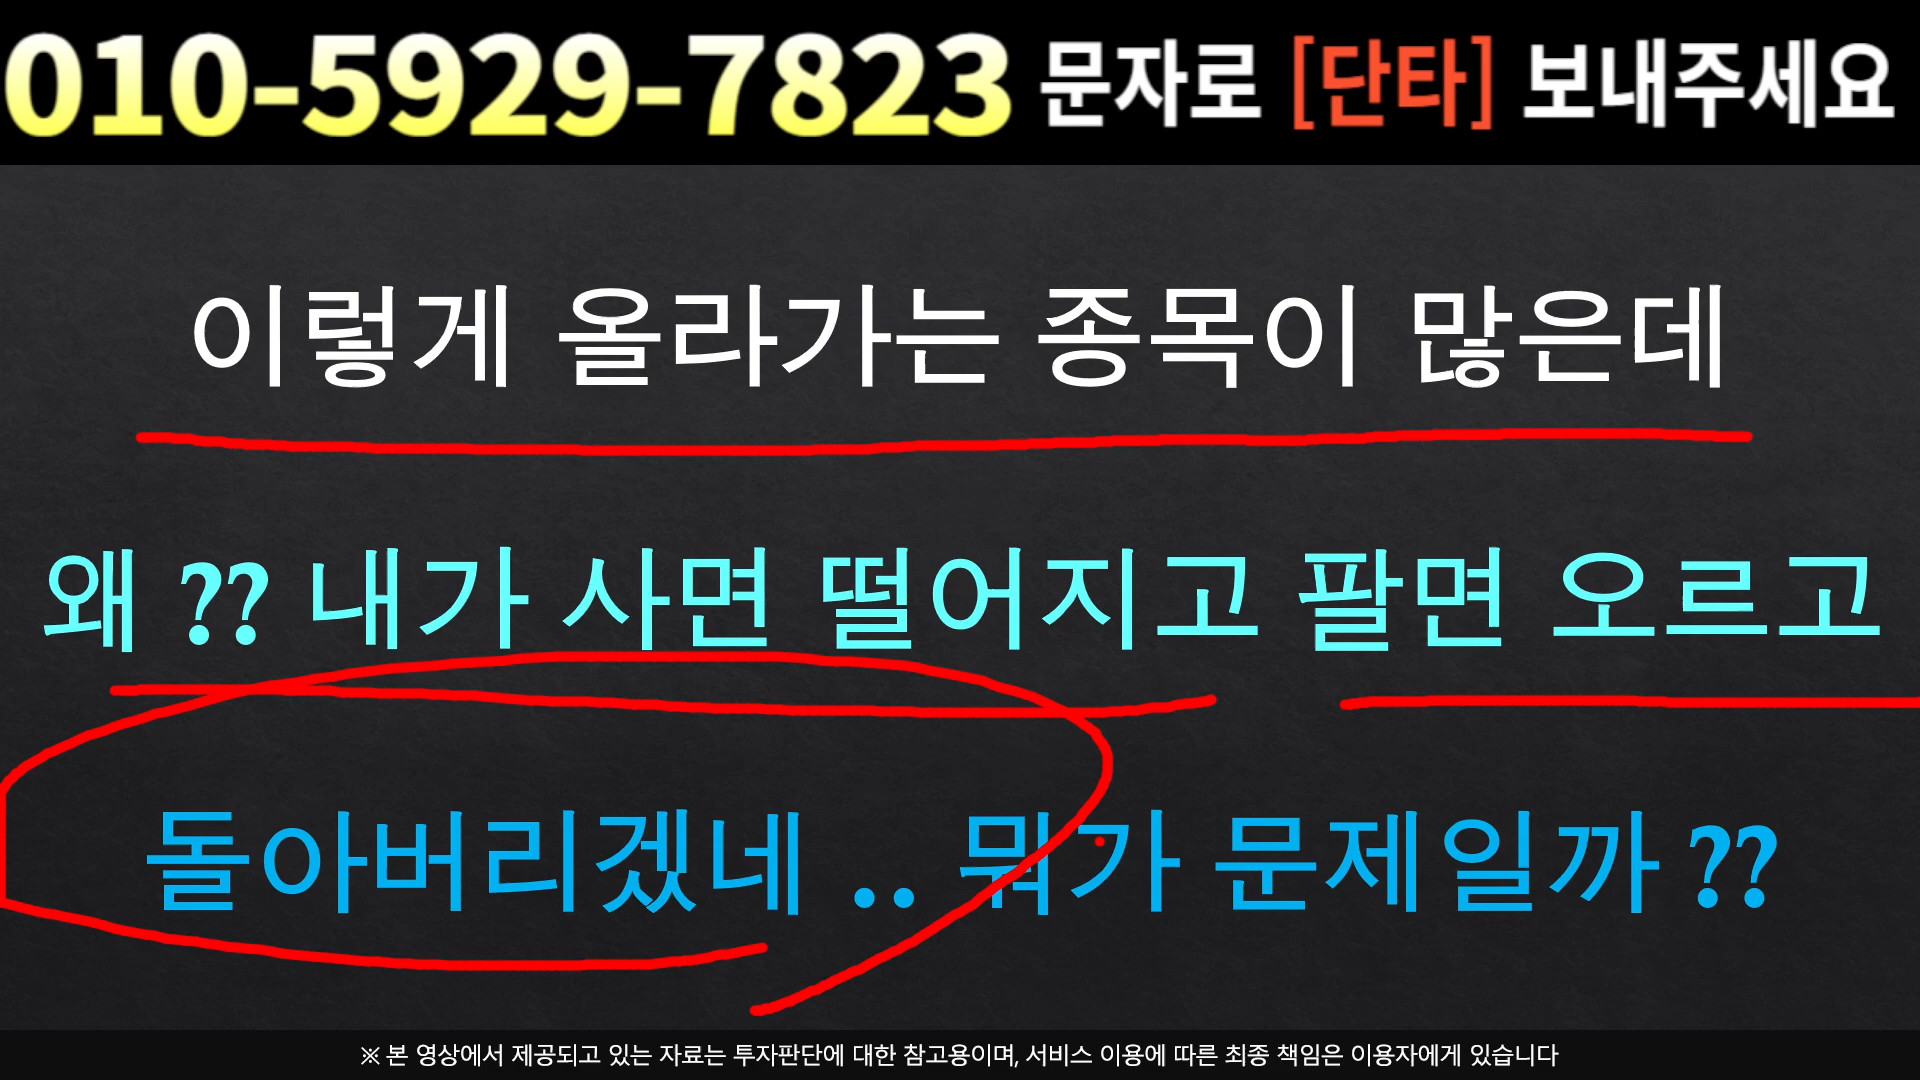 010-5929-7823 문자로 [단타] 보내주세요
이렇게 올라가는 종목이 많은데
왜 ?? 내가 사면 떨어지고 팔면 오르고
돌아버리겠네 .. 뭐가 문제일까 ??
※ 본 영상에서 제공되고 있는 자료는 투자판단에 대한 참고용이며, 서비스 이용에 따른 최종 책임은 이용자에게 있습니다